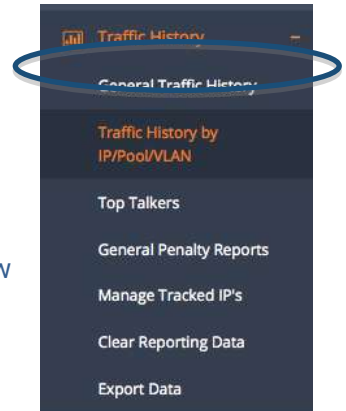 Traffic History
General Traffic History
Traffic History by
IP/Pool/VLAN
Top Talkers
General Penalty Reports
w
Manage Tracked IP's
Clear Reporting Data
Export Data